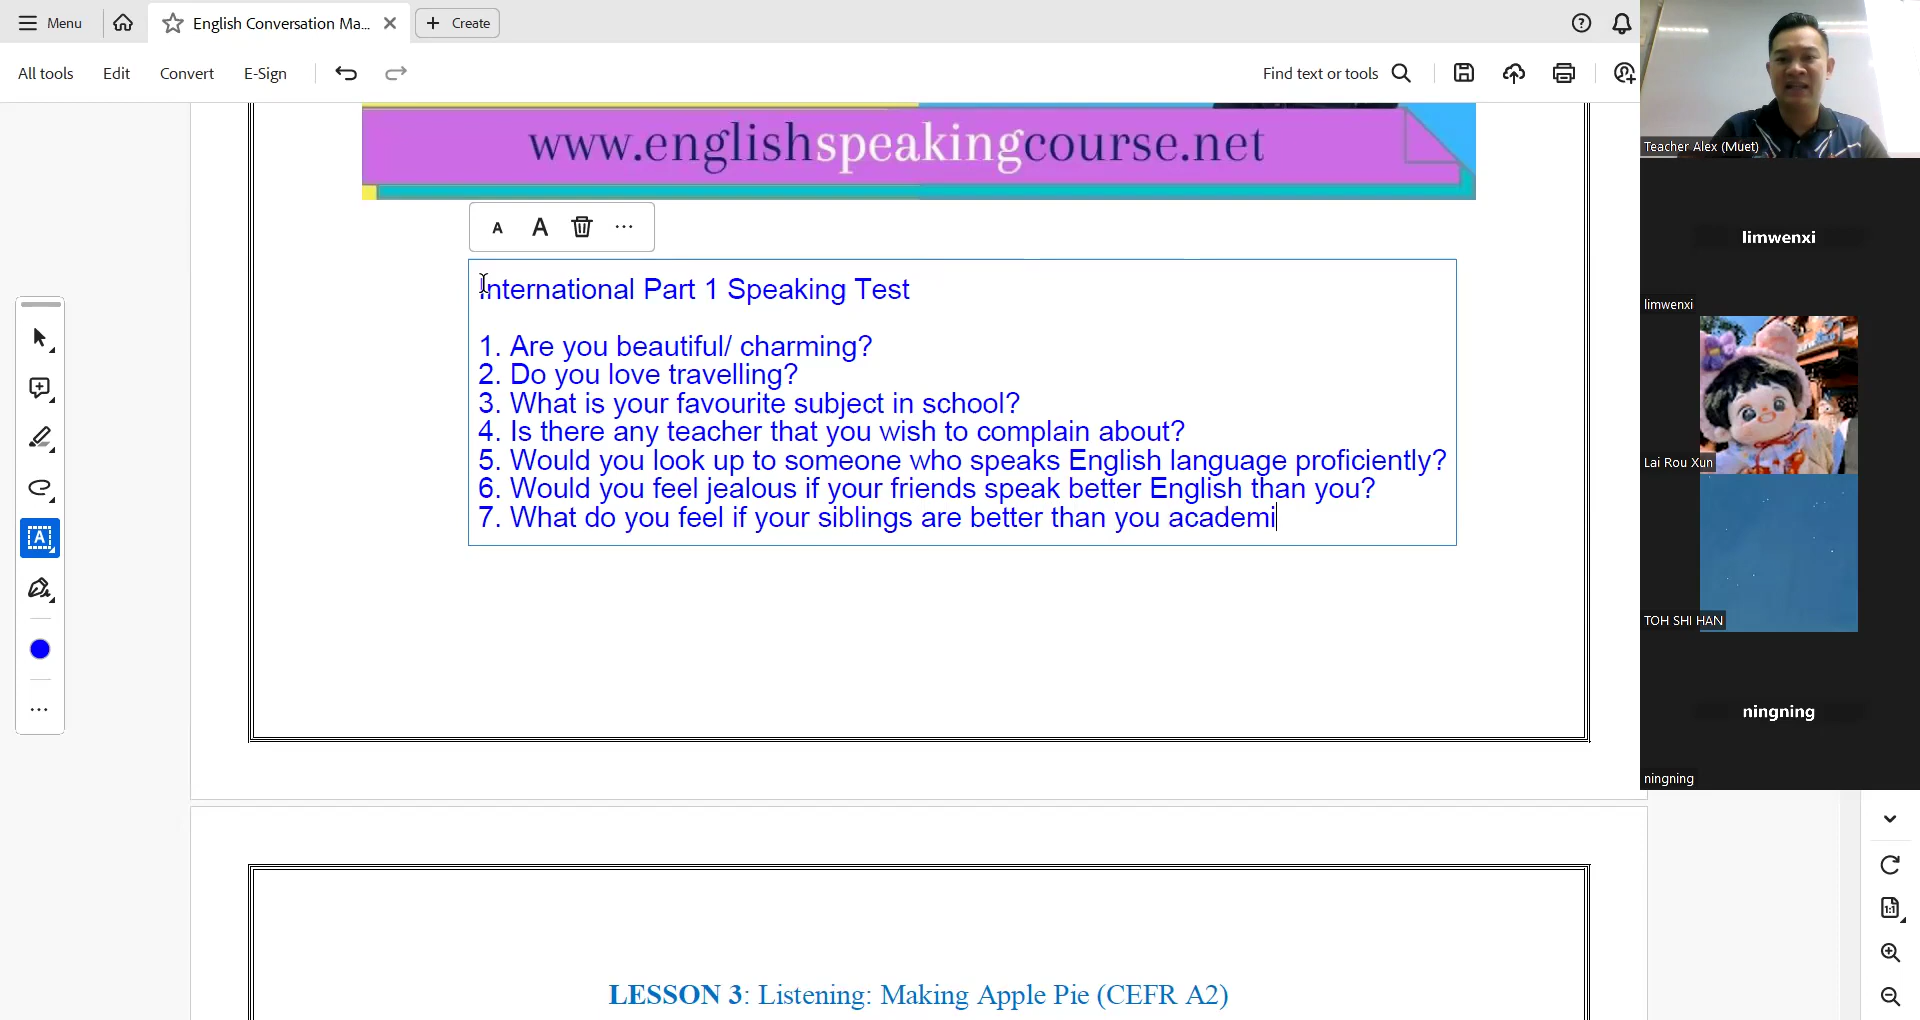 Menu
English Conversation Ma...
Create
All tools
Edit
Convert
E-Sign
Find text or tools
www.englishspeakingcourse.net
A A
International Part 1 Speaking Test
1. Are you beautiful/ charming?
2. Do you love travelling?
3. What is your favourite subject in school?
4. Is there any teacher that you wish to complain about?
5. Would you look up to someone who speaks English language proficiently?
6. Would you feel jealous if your friends speak better English than you?
7. What do you feel if your siblings are better than you academi
LESSON 3: Listening: Making Apple Pie (CEFR A2)
Teacher Alex (Muet)
limwenxi
limwenxi
Lai Rou Xun
TOH SHI HAN
ningning
ningning